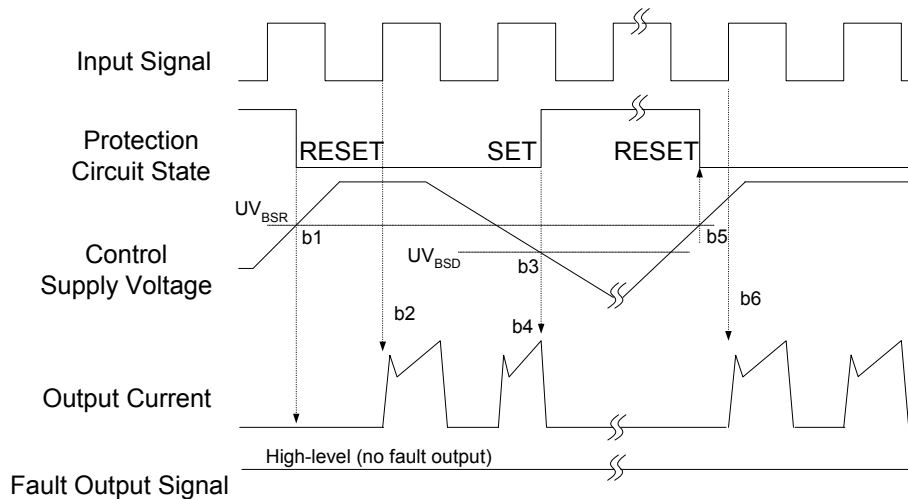 Input Signal
Protection
Circuit State
RESET
SET
RESET
UV_BSR
b1
b5
UV_BSD
b3
Control
Supply Voltage
b2
b4
b6
Output Current
High-level (no fault output)
Fault Output Signal